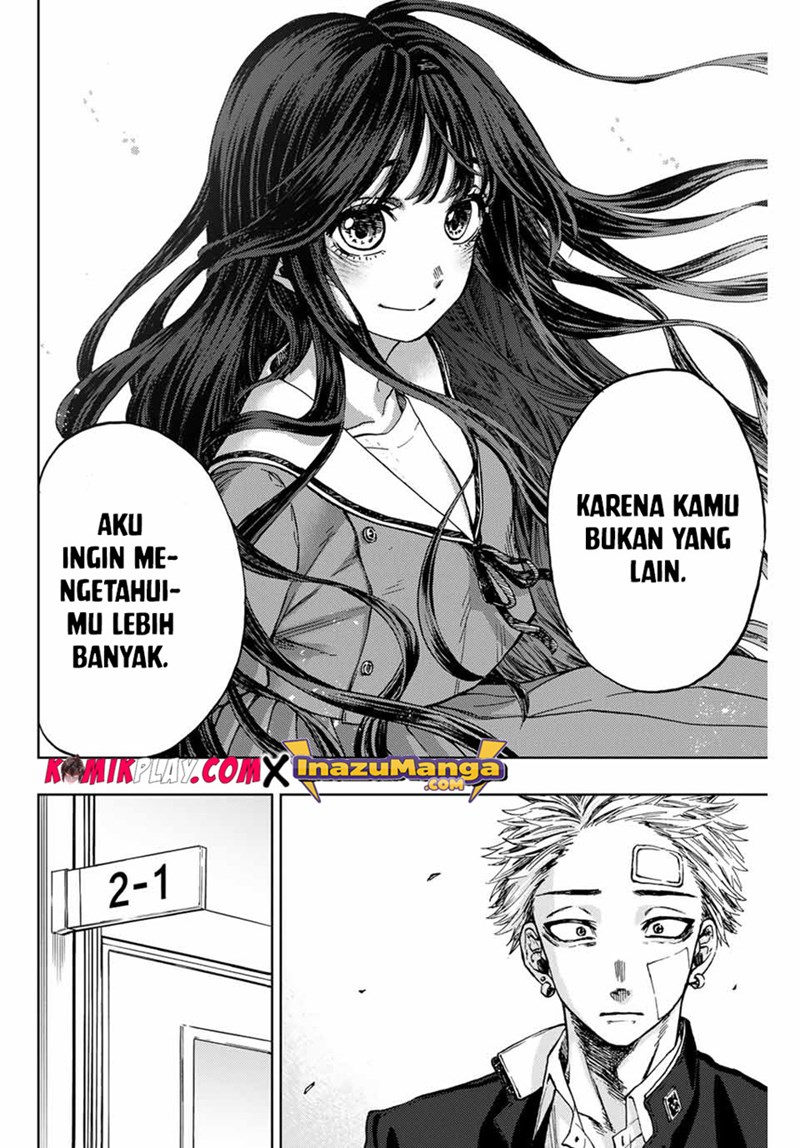 KARENA KAMU
BUKAN YANG
LAIN.
AKU
INGIN ME-
NGETAHUI-
MU LEBIH
BANYAK.
KOMIKPLAY.COM X InazuManga
.COM
2-1